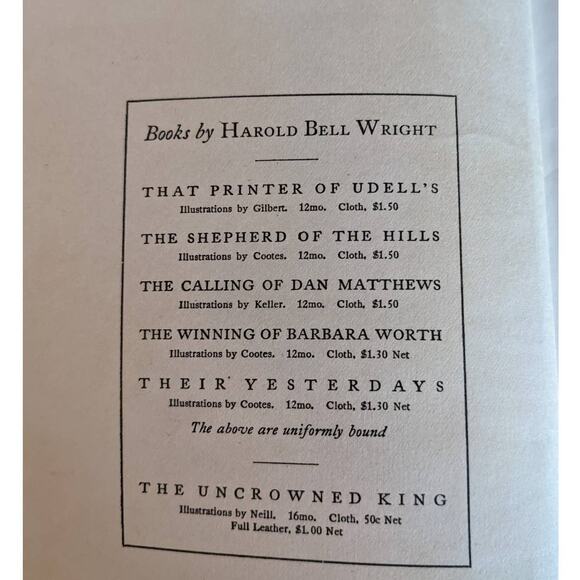 Books by HAROLD BELL WRIGHT
THAT PRINTER OF UDELL'S
Illustrations by Gilbert. 12mo. Cloth, $1.50
THE SHEPHERD OF THE HILLS
Illustrations by Cootes. 12mo. Cloth, $1.50
THE CALLING OF DAN MATTHEWS
Illustrations by Keller. 12mo. Cloth, $1.50
THE WINNING OF BARBARA WORTH
Illustrations by Cootes. 12mo. Cloth, $1.30 Net
THEIR YESTERDAYS
Illustrations by Cootes. 12mo. Cloth, $1.30 Net
The above are uniformly bound
THE UNCROWNED KING
Illustrations by Neill. 16mo. Cloth, 50c Net
Full Leather, $1.00 Net